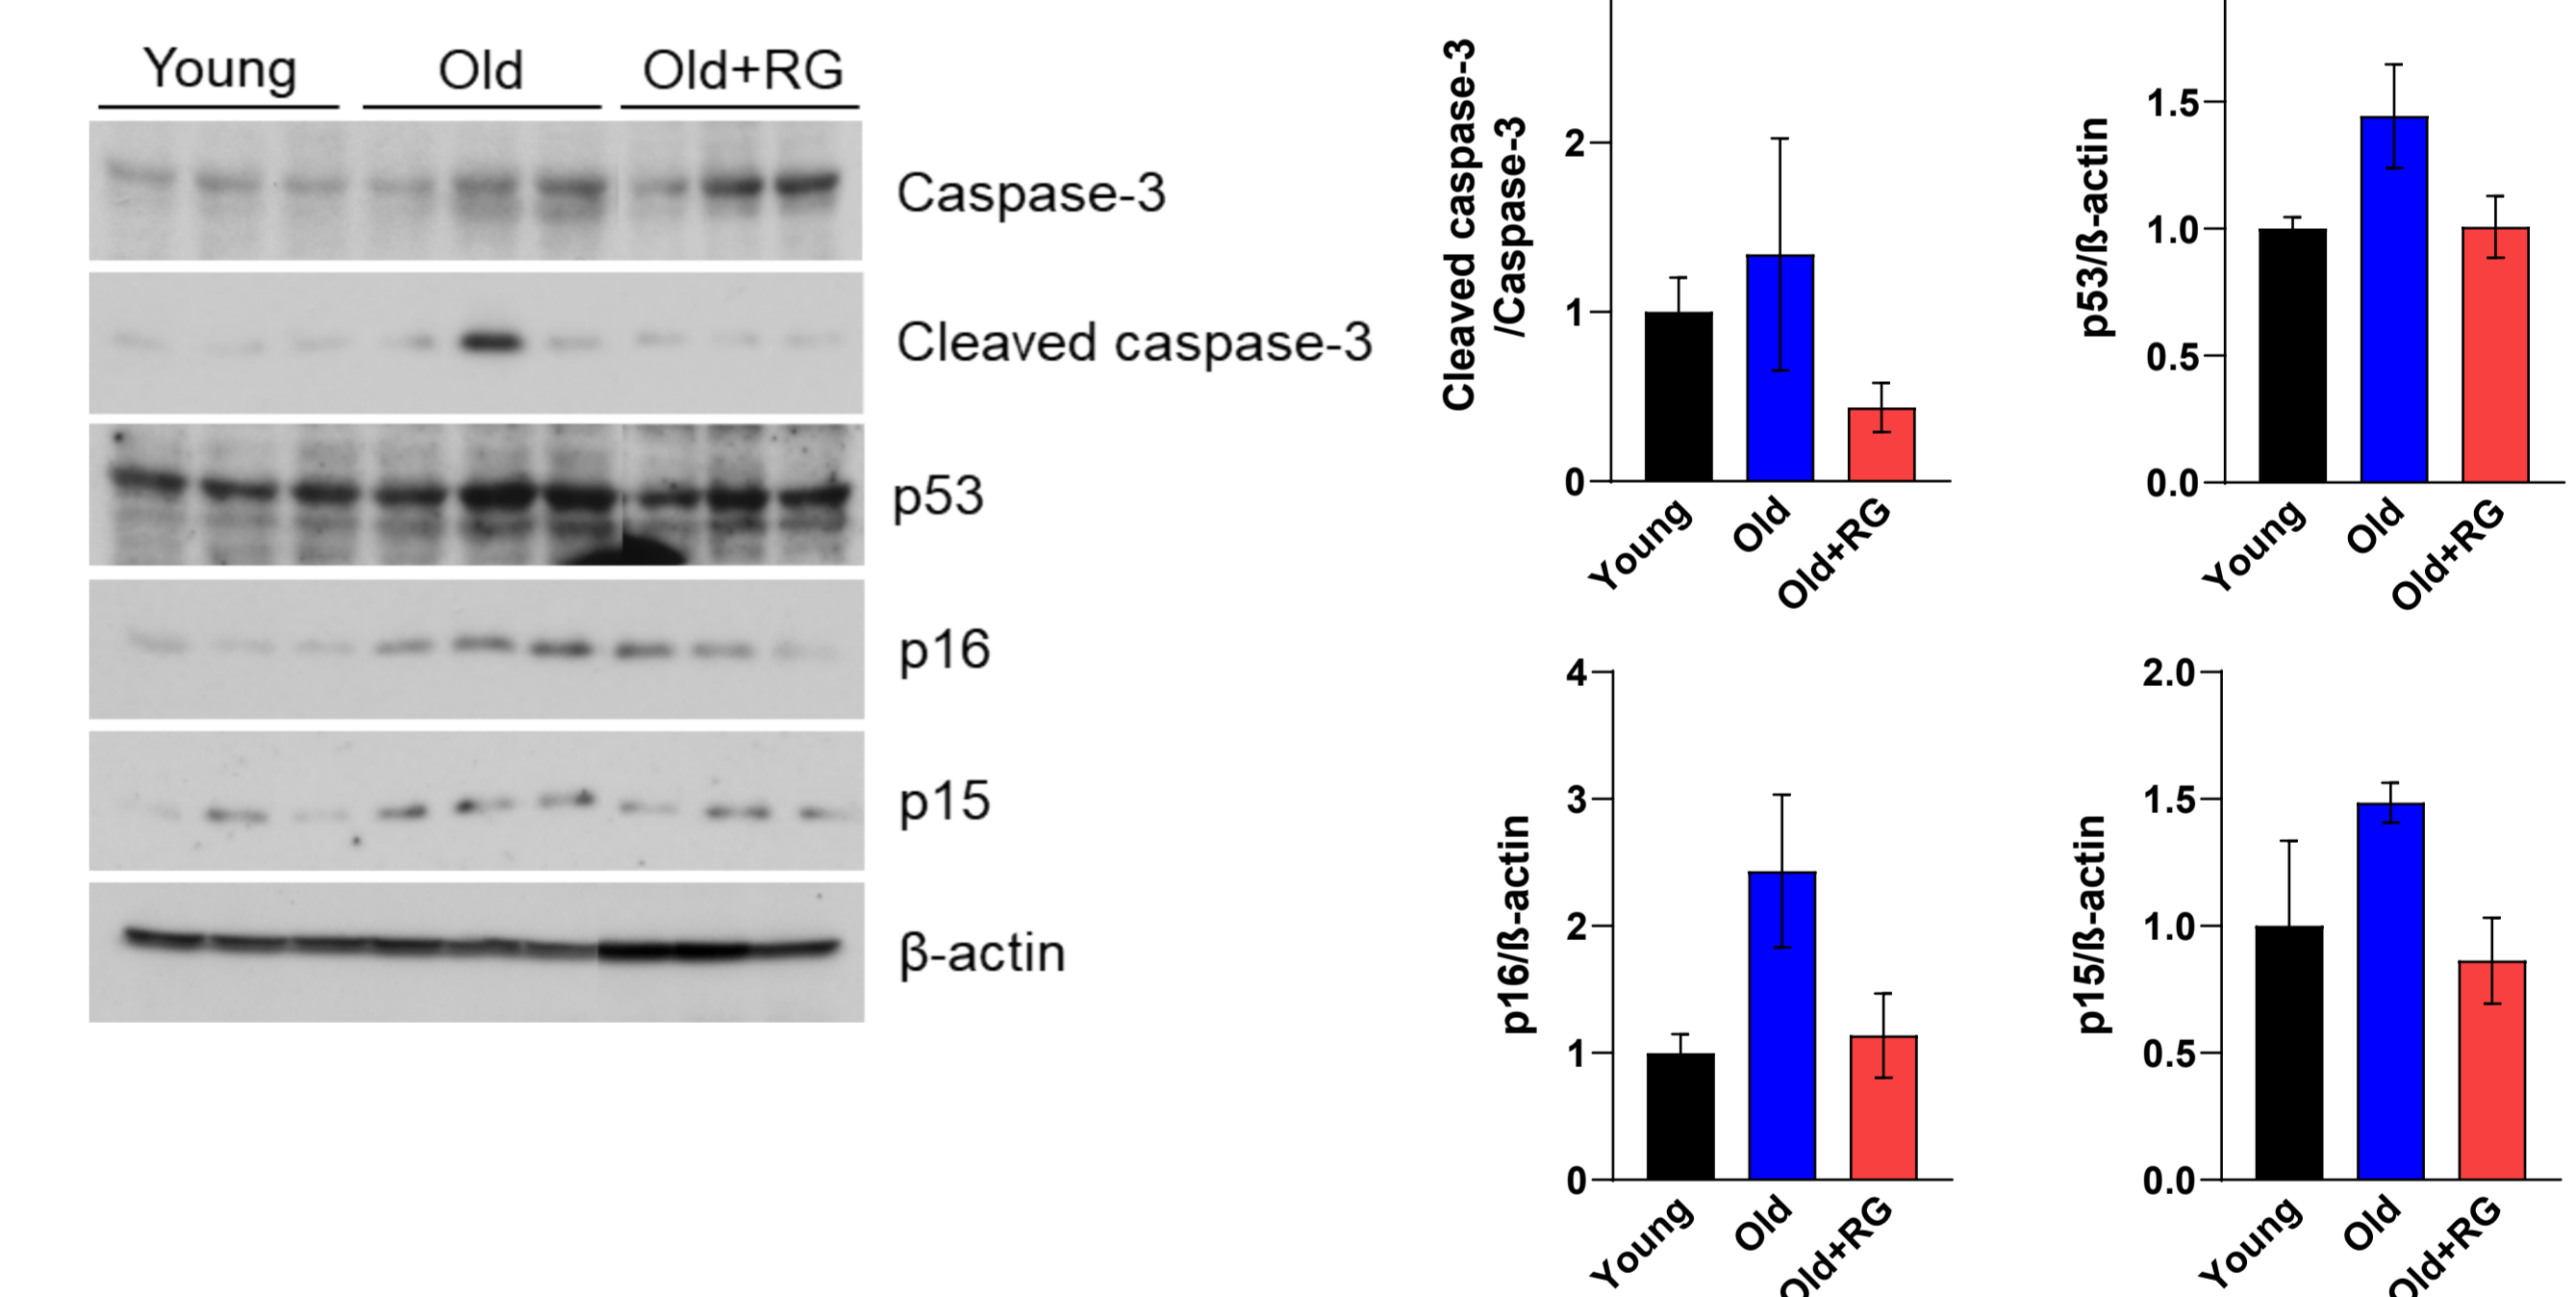 Young Old Old+RG
Caspase-3
Cleaved caspase-3
p53
p16
p15
β-actin
Cleaved caspase-3
/Caspase-3
2
1
0
Young Old Old+RG
p53/ß-actin
1.5
1.0
0.5
0.0
Young Old Old+RG
p16/ß-actin
4
3
2
1
0
Young Old Old+RG
p15/ß-actin
2.0
1.5
1.0
0.5
0.0
Young Old Old+RG